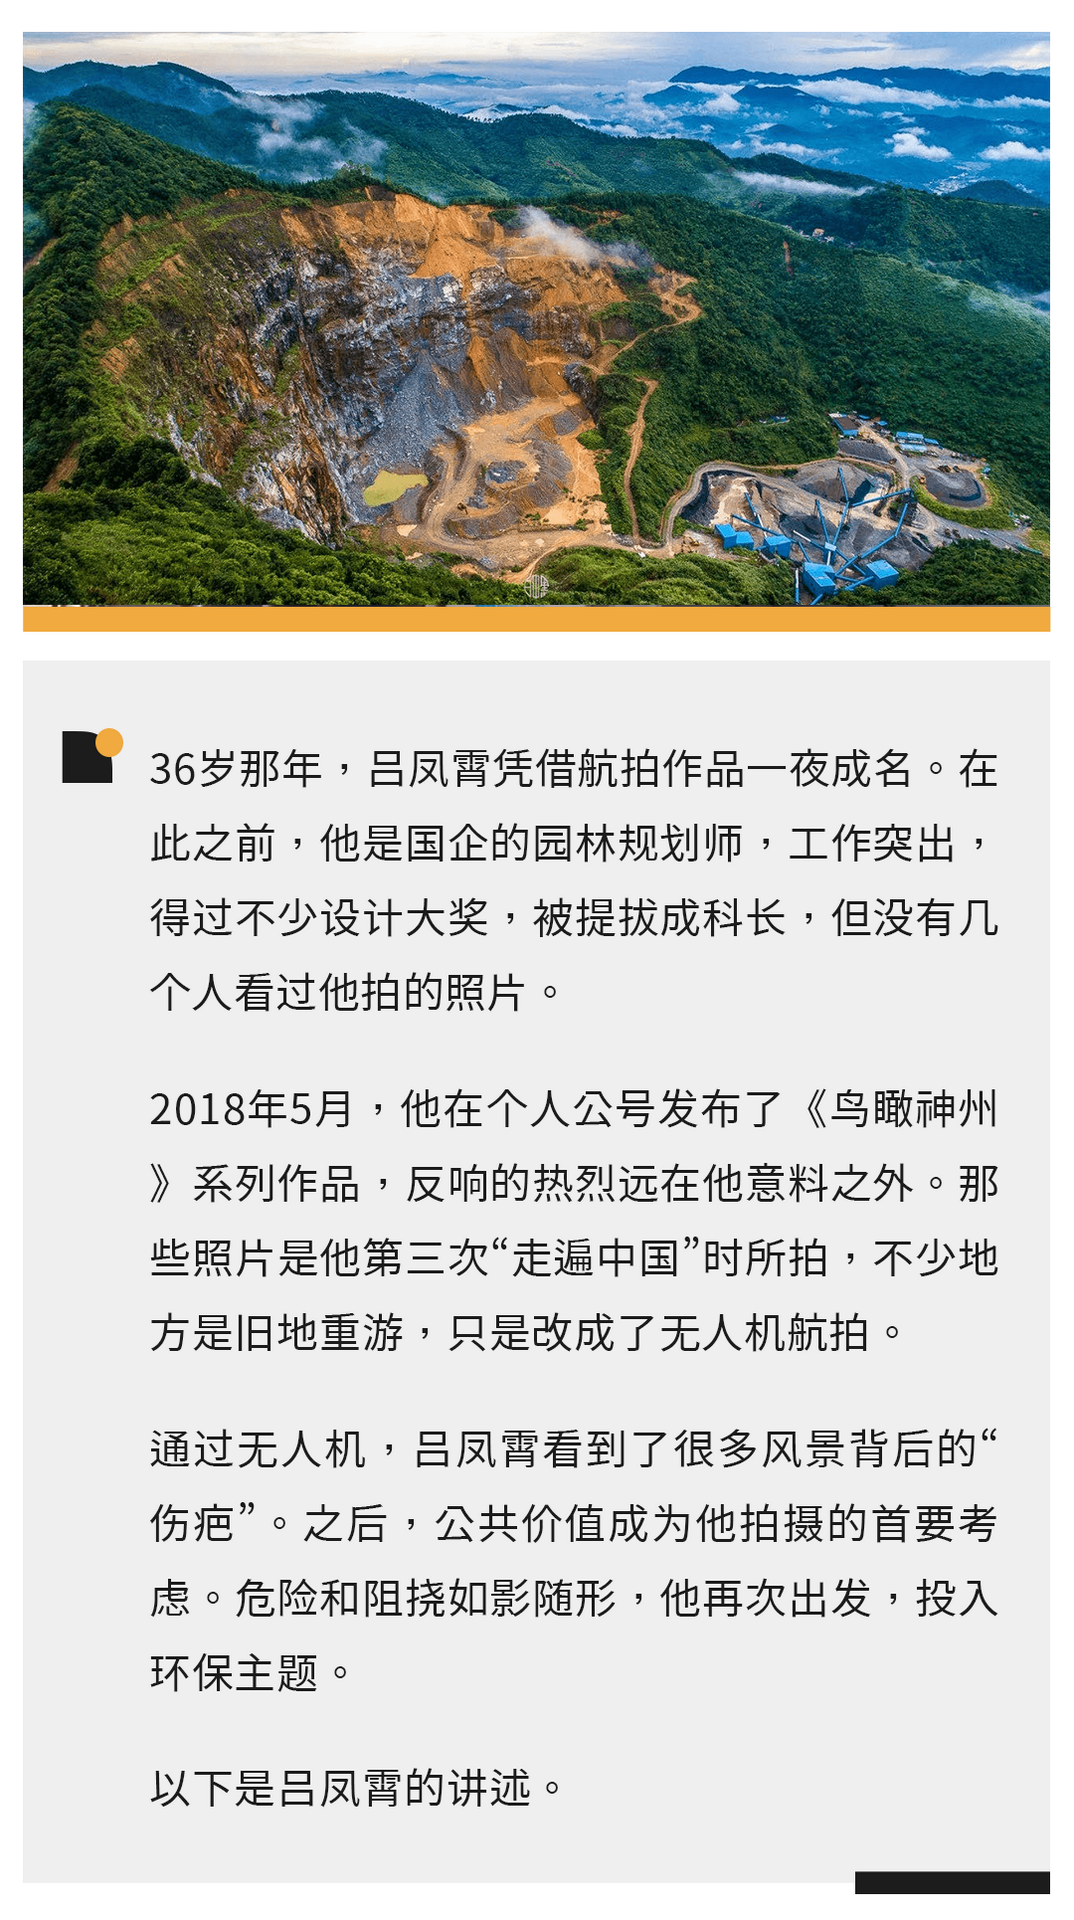 36岁那年，吕凤霄凭借航拍作品一夜成名。在
此之前，他是国企的园林规划师，工作突出，
得过不少设计大奖，被提拔成科长，但没有几
个人看过他拍的照片。
2018年5月，他在个人公号发布了《鸟瞰神州
》系列作品，反响的热烈远在他意料之外。那
些照片是他第三次“走遍中国”时所拍，不少地
方是旧地重游，只是改成了无人机航拍。
通过无人机，吕凤霄看到了很多风景背后的“
伤疤”。之后，公共价值成为他拍摄的首要考
虑。危险和阻挠如影随形，他再次出发，投入
环保主题。
以下是吕凤霄的讲述。